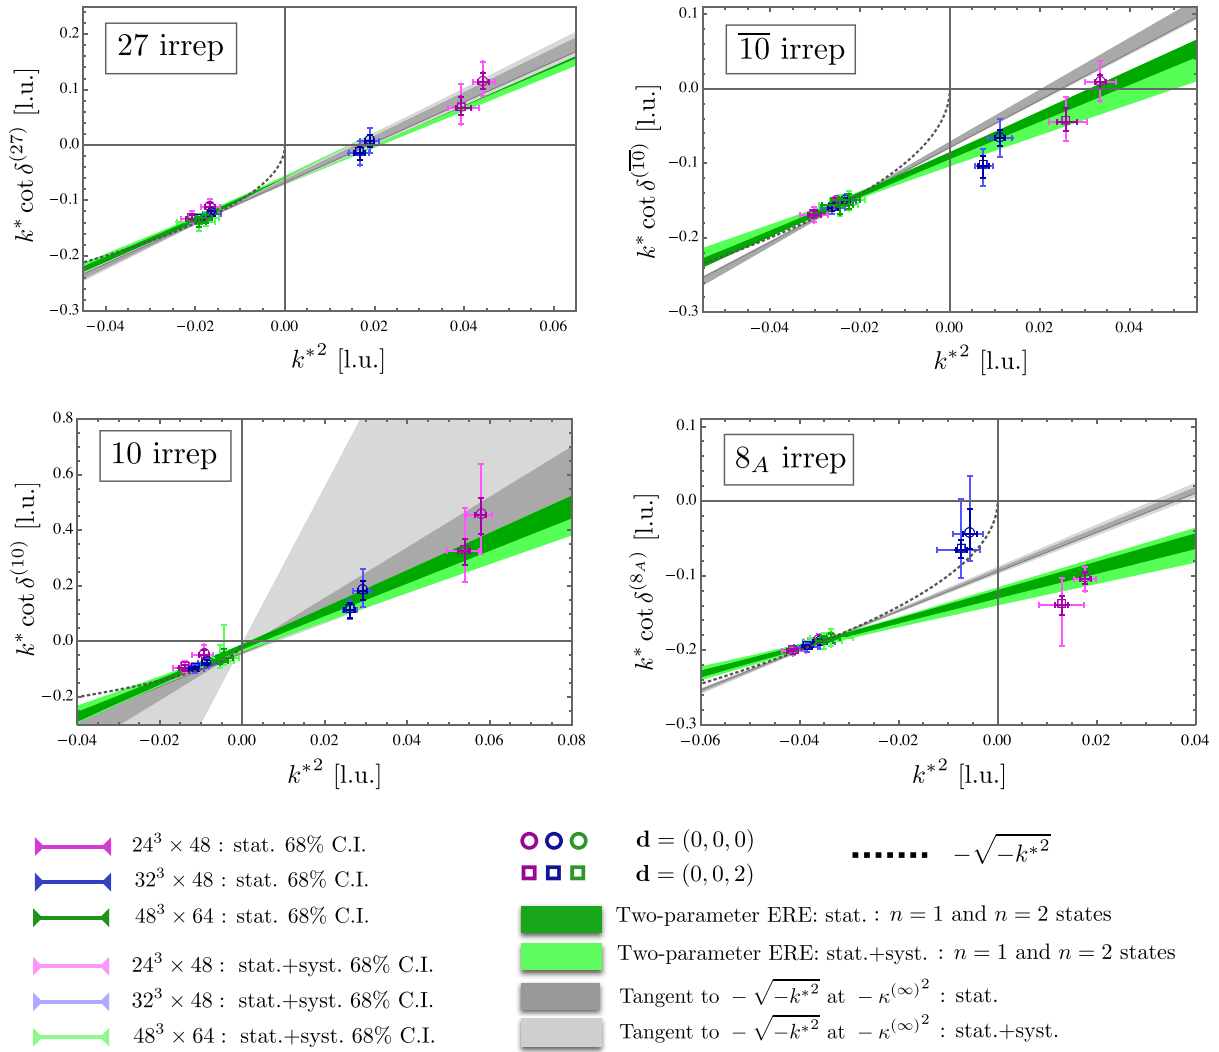 27 irrep
0.2
0.1
0.0
−0.1
−0.2
−0.3
k* cot δ^(27) [l.u.]
−0.04 −0.02 0.00 0.02 0.04 0.06
k*² [l.u.]
\overline{10} irrep
0.1
0.0
−0.1
−0.2
−0.3
k* cot δ^(\overline{10}) [l.u.]
−0.04 −0.02 0.00 0.02 0.04
k*² [l.u.]
10 irrep
0.8
0.6
0.4
0.2
0.0
−0.2
k* cot δ^(10) [l.u.]
−0.04 −0.02 0.00 0.02 0.04 0.06 0.08
k*² [l.u.]
8_A irrep
0.1
0.0
−0.1
−0.2
−0.3
k* cot δ^(8_A) [l.u.]
−0.06 −0.04 −0.02 0.00 0.02 0.04
k*² [l.u.]
24³ × 48 : stat. 68% C.I.
32³ × 48 : stat. 68% C.I.
48³ × 64 : stat. 68% C.I.
24³ × 48 : stat.+syst. 68% C.I.
32³ × 48 : stat.+syst. 68% C.I.
48³ × 64 : stat.+syst. 68% C.I.
d = (0, 0, 0)
d = (0, 0, 2)
−√(−k*²)
Two-parameter ERE: stat. : n = 1 and n = 2 states
Two-parameter ERE: stat.+syst. : n = 1 and n = 2 states
Tangent to −√(−k*²) at −κ^(∞)² : stat.
Tangent to −√(−k*²) at −κ^(∞)² : stat.+syst.